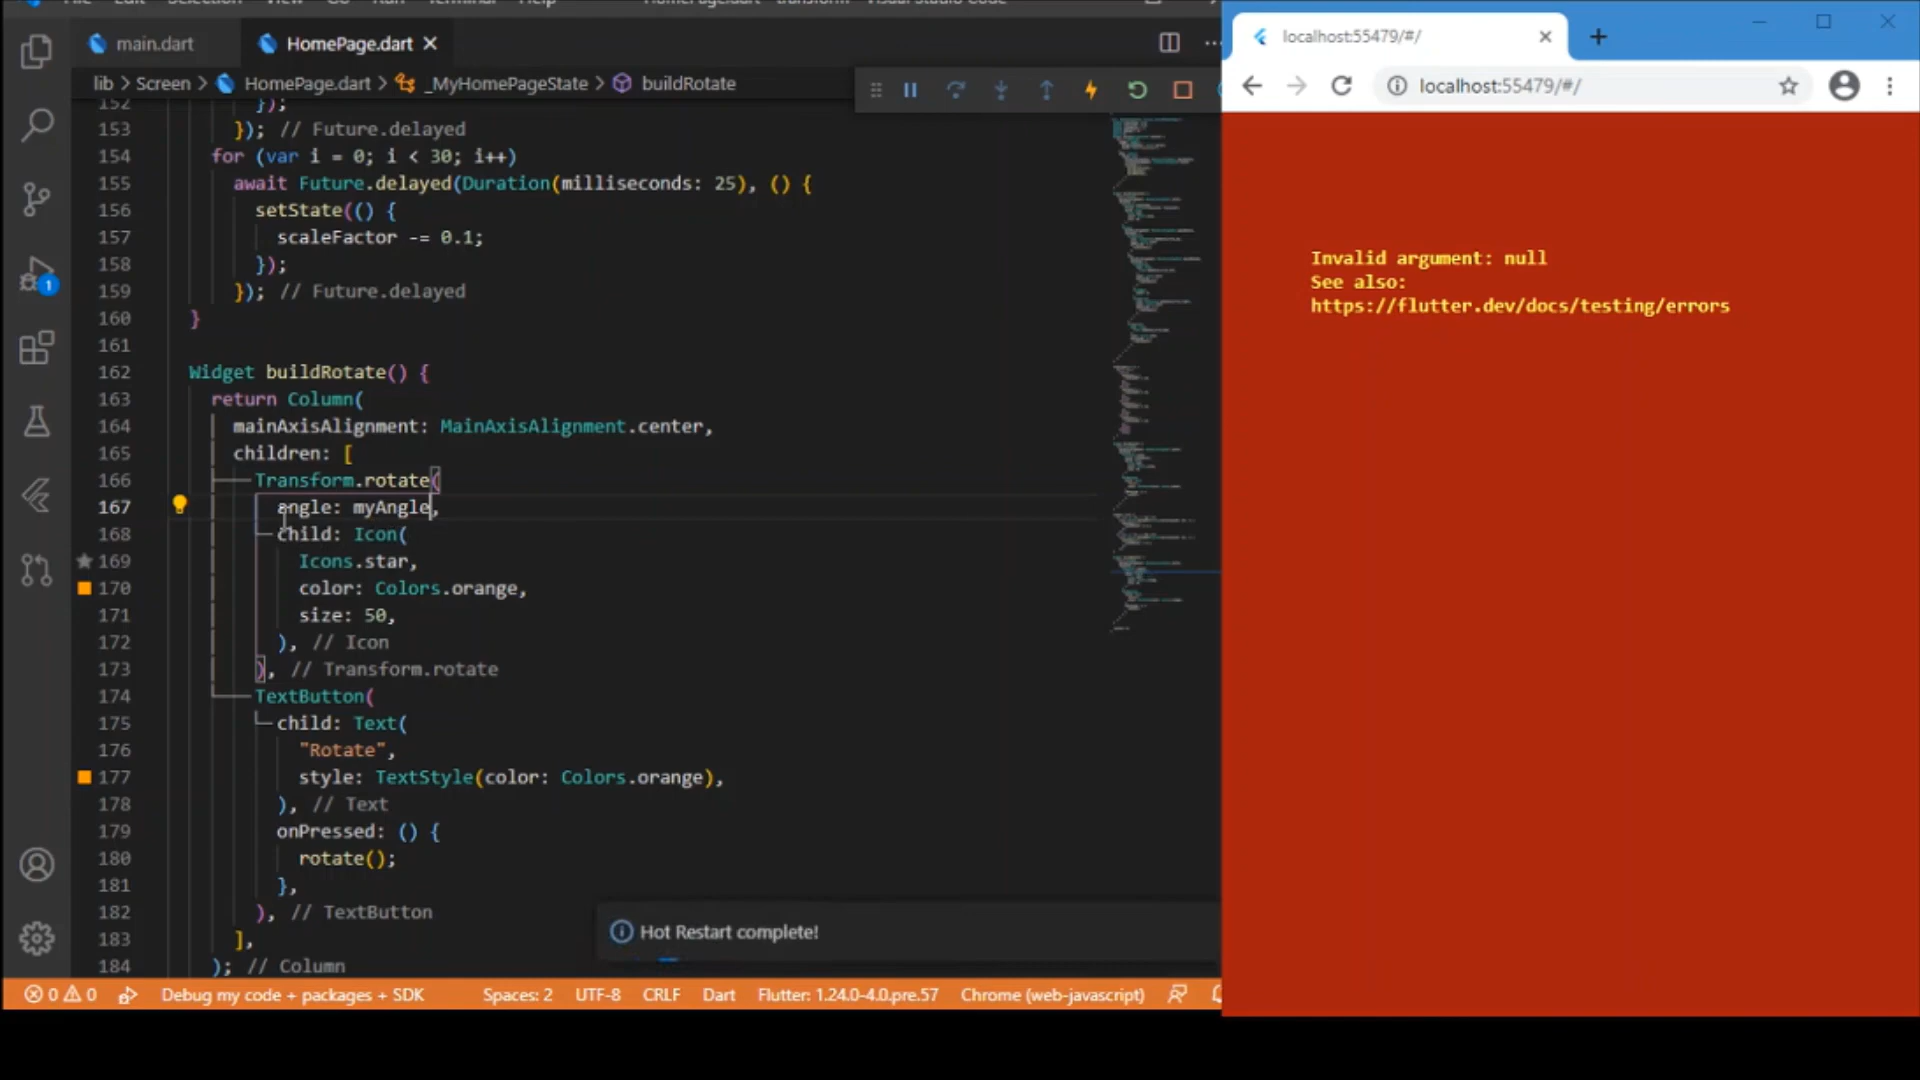 main.dart
HomePage.dart
lib > Screen > HomePage.dart > _MyHomePageState > buildRotate
152 });
153 }); // Future.delayed
154 for (var i = 0; i < 30; i++)
155 await Future.delayed(Duration(milliseconds: 25), () {
156 setState(() {
157 scaleFactor -= 0.1;
158 });
159 }); // Future.delayed
160 }
161
162 Widget buildRotate() {
163 return Column(
164 mainAxisAlignment: MainAxisAlignment.center,
165 children: [
166 Transform.rotate(
167 angle: myAngle,
168 child: Icon(
169 Icons.star,
170 color: Colors.orange,
171 size: 50,
172 ), // Icon
173 ), // Transform.rotate
174 TextButton(
175 child: Text(
176 "Rotate",
177 style: TextStyle(color: Colors.orange),
178 ), // Text
179 onPressed: () {
180 rotate();
181 },
182 ), // TextButton
183 ],
184 ); // Column
1
Hot Restart complete!
0 0 Debug my code + packages + SDK Spaces: 2 UTF-8 CRLF Dart Flutter: 1.24.0-4.0.pre.57 Chrome (web-javascript)
localhost:55479/#/
localhost:55479/#/
Invalid argument: null
See also:
https://flutter.dev/docs/testing/errors